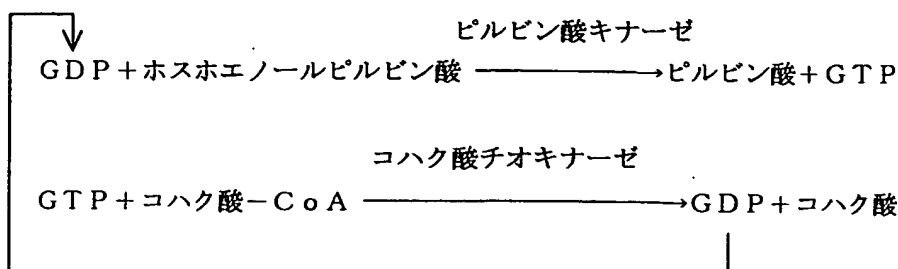 ピルビン酸キナーゼ
GDP+ホスホエノールピルビン酸 ⟶ ピルビン酸+GTP
コハク酸チオキナーゼ
GTP+コハク酸-CoA ⟶ GDP+コハク酸